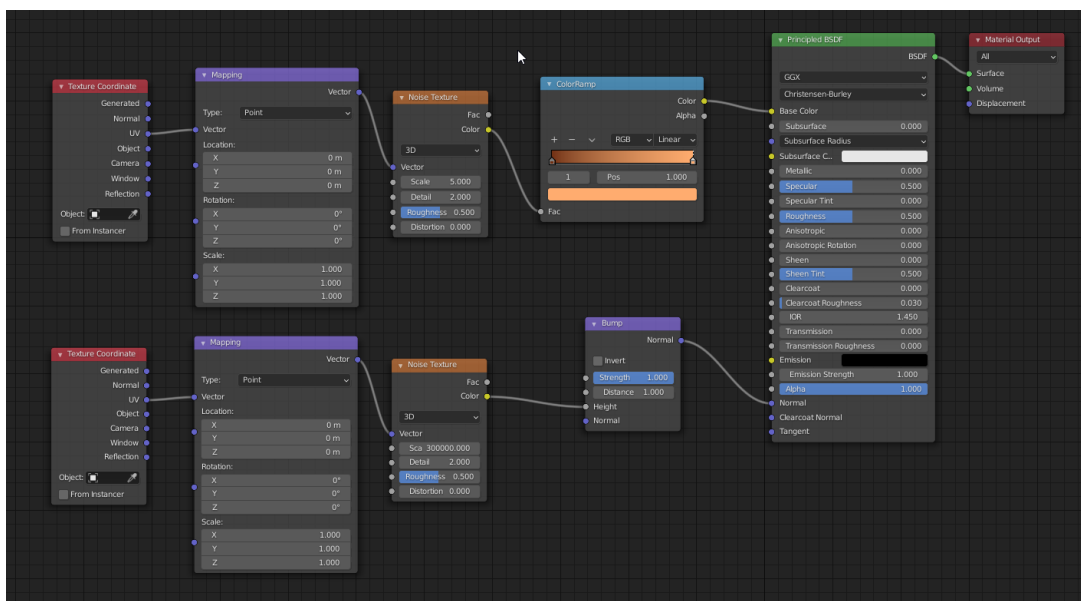 Texture Coordinate
Generated
Normal
UV
Object
Camera
Window
Reflection
Object:
From Instancer
Mapping
Vector
Type: Point
Vector
Location:
X 0 m
Y 0 m
Z 0 m
Rotation:
X 0°
Y 0°
Z 0°
Scale:
X 1.000
Y 1.000
Z 1.000
Noise Texture
Fac
Color
3D
Vector
Scale 5.000
Detail 2.000
Roughness 0.500
Distortion 0.000
ColorRamp
Color
Alpha
+ − RGB Linear
1 Pos 1.000
Fac
Principled BSDF
BSDF
GGX
Christensen-Burley
Base Color
Subsurface 0.000
Subsurface Radius
Subsurface C..
Metallic 0.000
Specular 0.500
Specular Tint 0.000
Roughness 0.500
Anisotropic 0.000
Anisotropic Rotation 0.000
Sheen 0.000
Sheen Tint 0.500
Clearcoat 0.000
Clearcoat Roughness 0.030
IOR 1.450
Transmission 0.000
Transmission Roughness 0.000
Emission
Emission Strength 1.000
Alpha 1.000
Normal
Clearcoat Normal
Tangent
Material Output
All
Surface
Volume
Displacement
Texture Coordinate
Generated
Normal
UV
Object
Camera
Window
Reflection
Object:
From Instancer
Mapping
Vector
Type: Point
Vector
Location:
X 0 m
Y 0 m
Z 0 m
Rotation:
X 0°
Y 0°
Z 0°
Scale:
X 1.000
Y 1.000
Z 1.000
Noise Texture
Fac
Color
3D
Vector
Sca 300000.000
Detail 2.000
Roughness 0.500
Distortion 0.000
Bump
Normal
Invert
Strength 1.000
Distance 1.000
Height
Normal